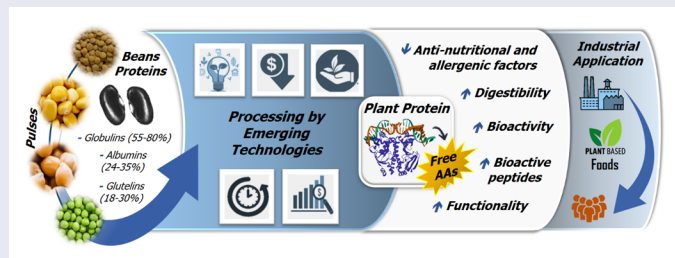 Pulses
Beans
Proteins
- Globulins (55-80%)
- Albumins
(24-35%)
- Glutelins
(18-30%)
$
Processing by
Emerging
Technologies
$
Plant Protein
Free
AAs
Anti-nutritional and
allergenic factors
Digestibility
Bioactivity
Bioactive
peptides
Functionality
Industrial
Application
PLANT BASED
Foods